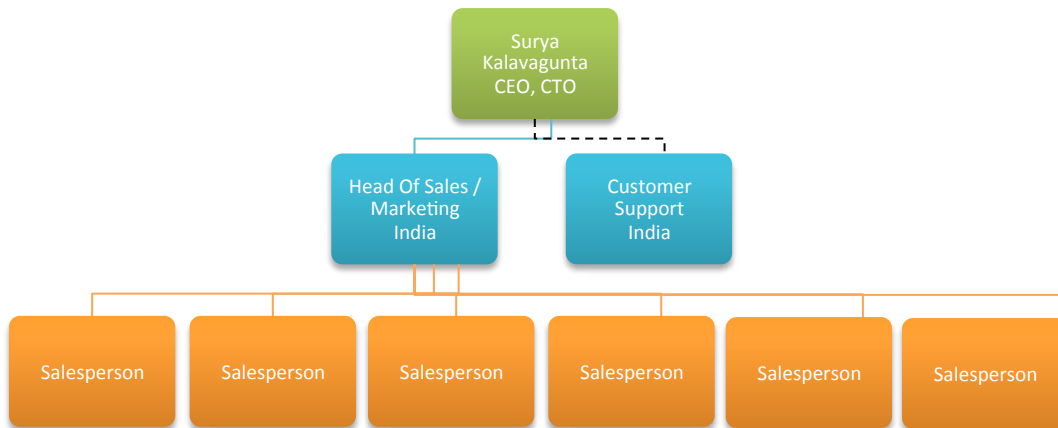 Surya
Kalavagunta
CEO, CTO
Head Of Sales /
Marketing
India
Customer
Support
India
Salesperson
Salesperson
Salesperson
Salesperson
Salesperson
Salesperson